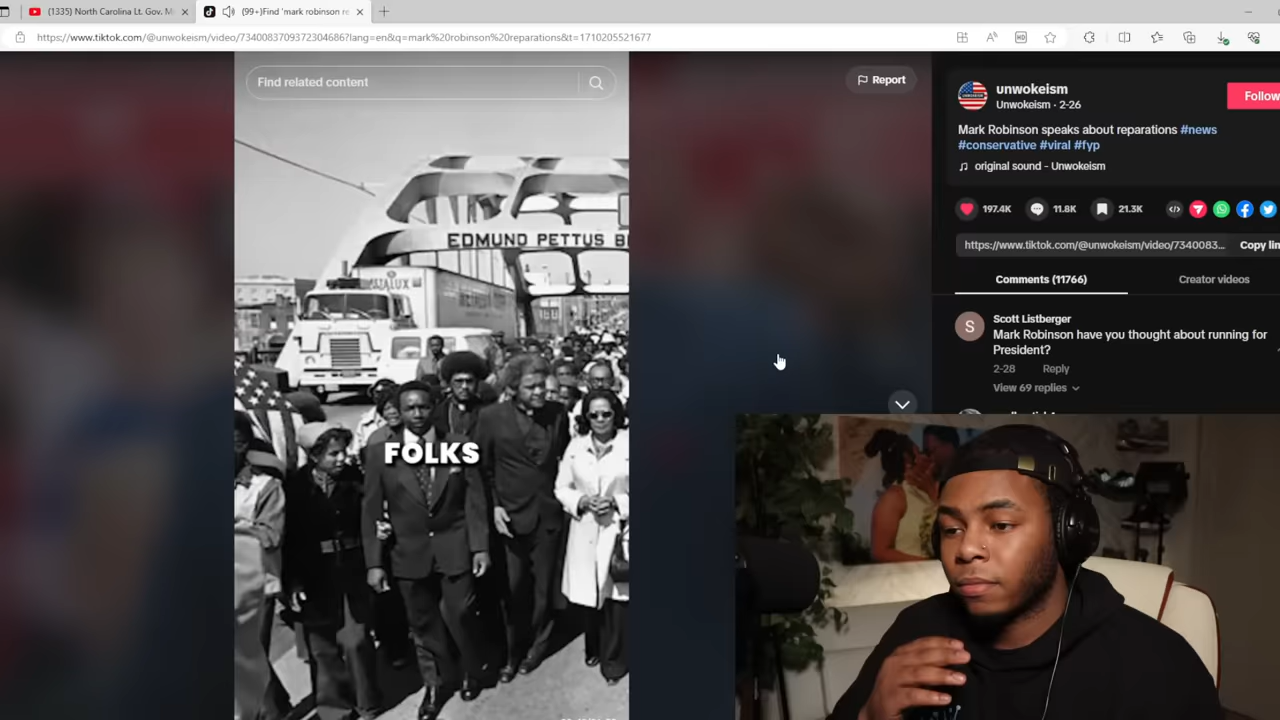 (1335) North Carolina Lt. Gov. M
(99+)Find 'mark robinson re
https://www.tiktok.com/@unwokeism/video/7340083709372304686?lang=en&q=mark%20robinson%20reparations&t=1710205521677
Find related content
Report
unwokeism
Unwokeism · 2-26
Follow
Mark Robinson speaks about reparations #news
#conservative #viral #fyp
original sound - Unwokeism
197.4K
11.8K
21.3K
https://www.tiktok.com/@unwokeism/video/7340083...
Copy lin
Comments (11766)
Creator videos
S
Scott Listberger
Mark Robinson have you thought about running for
President?
2-28
Reply
View 69 replies
EDMUND PETTUS B
FOLKS